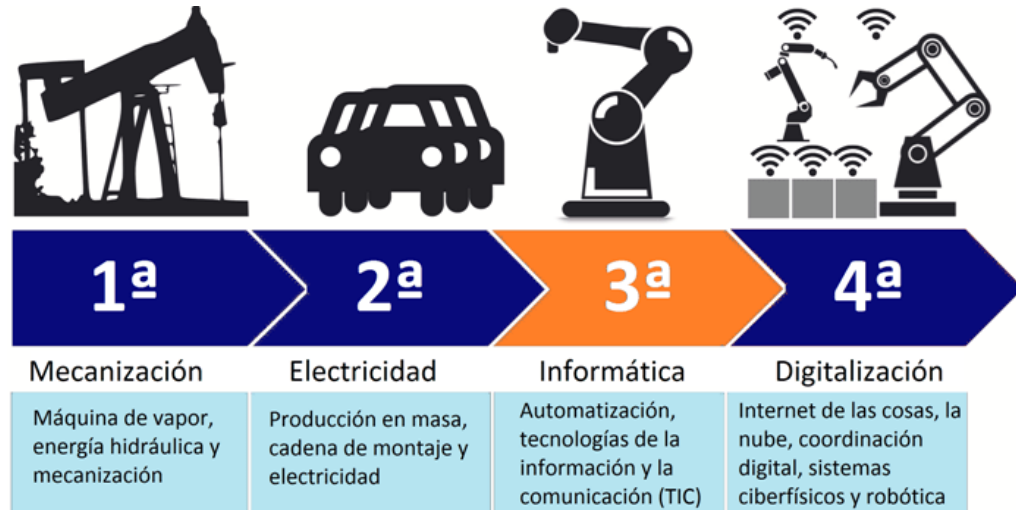 1ª
2ª
3ª
4ª
Mecanización
Electricidad
Informática
Digitalización
Máquina de vapor,
energía hidráulica y
mecanización
Producción en masa,
cadena de montaje y
electricidad
Automatización,
tecnologías de la
información y la
comunicación (TIC)
Internet de las cosas, la
nube, coordinación
digital, sistemas
ciberfísicos y robótica